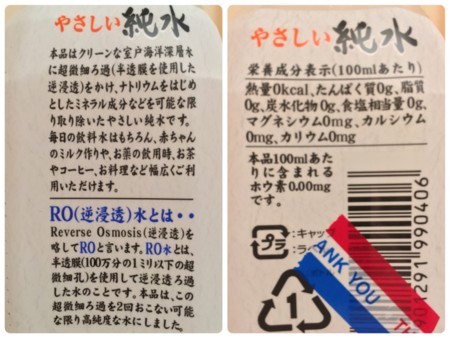 やさしい純水
本品はクリーンな室戸海洋深層水
に超微細ろ過(半透膜を使用した
逆浸透)をかけ、ナトリウムをはじめ
としたミネラル成分などを可能な限
り取り除いたやさしい純水です。
毎日の飲料水はもちろん、赤ちゃん
のミルク作りや、お薬の飲用時、お茶
やコーヒー、お料理など幅広くご利
用いただけます。
RO(逆浸透)水とは・・
Reverse Osmosis(逆浸透)を
略してROと言います。RO水とは、
半透膜(100万分の1ミリ以下の超
微細孔)を使用して逆浸透ろ過
した水のことです。本品は、この
超微細ろ過を2回おこない可能
な限り高純度な水にしました。
やさしい純水
栄養成分表示(100mlあたり)
熱量0kcal、たんぱく質0g、脂質
0g、炭水化物0g、食塩相当量0g、
マグネシウム0mg、カルシウム
0mg、カリウム0mg
本品100mlあた
りに含まれる
ホウ素0.00mg
です。
プラ
:キャップ
:ラベ
1
ANK YOU
TH
01291990406